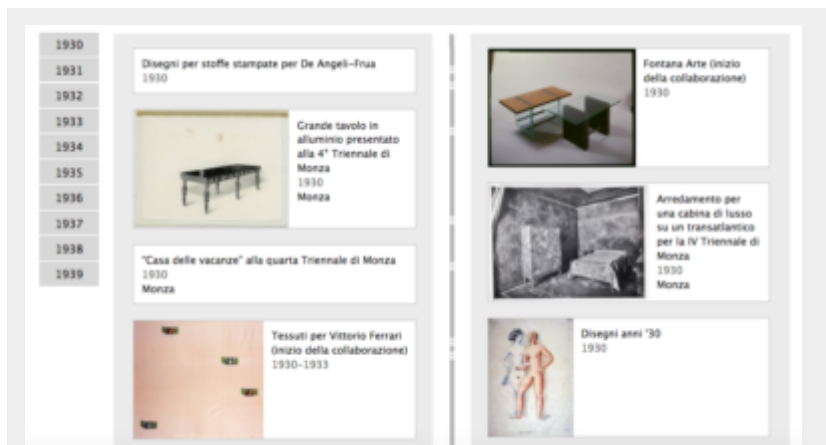 1930
1931
1932
1933
1934
1935
1936
1937
1938
1939
Disegni per stoffe stampate per De Angeli-Frua
1930
Grande tavolo in
alluminio presentato
alla 4° Triennale di
Monza
1930
Monza
"Casa delle vacanze" alla quarta Triennale di Monza
1930
Monza
Tessuti per Vittorio Ferrari
(inizio della collaborazione)
1930-1933
Fontana Arte (inizio
della collaborazione)
1930
Arredamento per
una cabina di lusso
su un transatlantico
per la IV Triennale di
Monza
1930
Monza
Disegni anni '30
1930